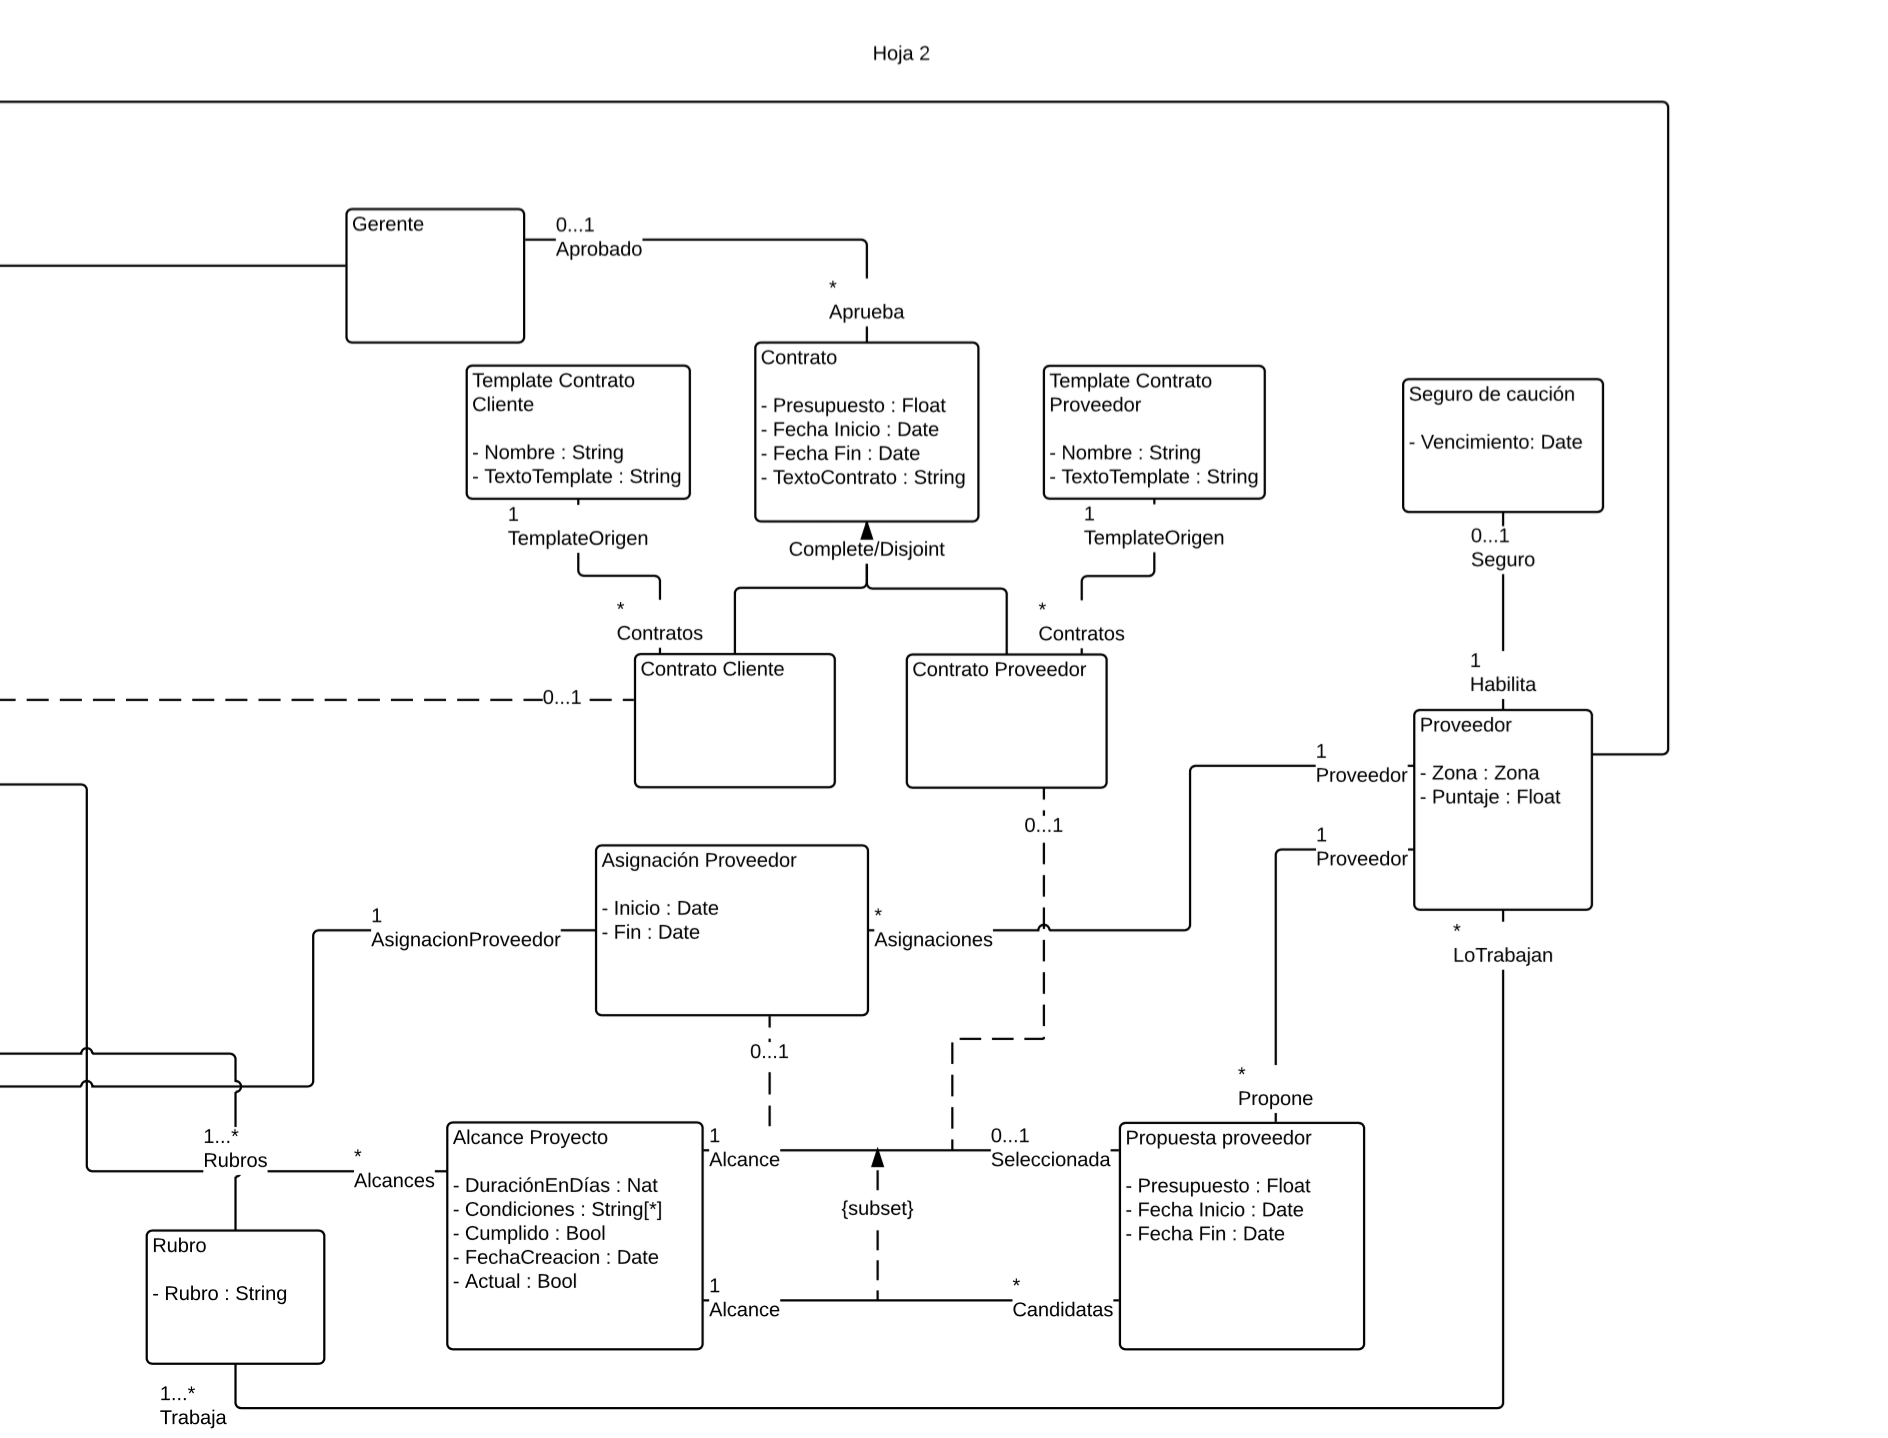 Hoja 2
Gerente
0...1
Aprobado
*
Aprueba
Contrato
- Presupuesto : Float
- Fecha Inicio : Date
- Fecha Fin : Date
- TextoContrato : String
Template Contrato
Cliente
- Nombre : String
- TextoTemplate : String
Template Contrato
Proveedor
- Nombre : String
- TextoTemplate : String
Seguro de caución
- Vencimiento: Date
1
TemplateOrigen
Complete/Disjoint
1
TemplateOrigen
0...1
Seguro
*
Contratos
*
Contratos
1
Habilita
Contrato Cliente
Contrato Proveedor
0...1
Proveedor
- Zona : Zona
- Puntaje : Float
1
Proveedor
1
Proveedor
0...1
Asignación Proveedor
- Inicio : Date
- Fin : Date
1
AsignacionProveedor
*
Asignaciones
*
LoTrabajan
0...1
*
Propone
1...*
Rubros
*
Alcances
Alcance Proyecto
- DuraciónEnDías : Nat
- Condiciones : String[*]
- Cumplido : Bool
- FechaCreacion : Date
- Actual : Bool
1
Alcance
0...1
Seleccionada
Propuesta proveedor
- Presupuesto : Float
- Fecha Inicio : Date
- Fecha Fin : Date
{subset}
Rubro
- Rubro : String
1
Alcance
*
Candidatas
1...*
Trabaja